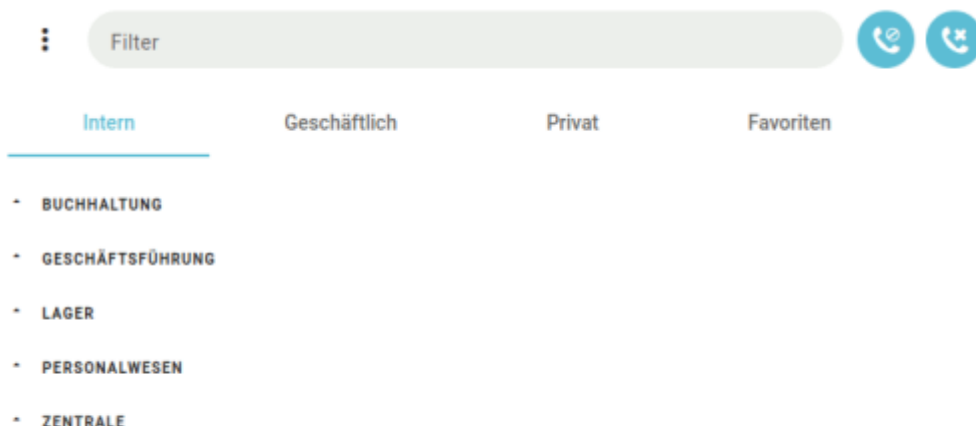 Filter
Intern Geschäftlich Privat Favoriten
BUCHHALTUNG
GESCHÄFTSFÜHRUNG
LAGER
PERSONALWESEN
ZENTRALE